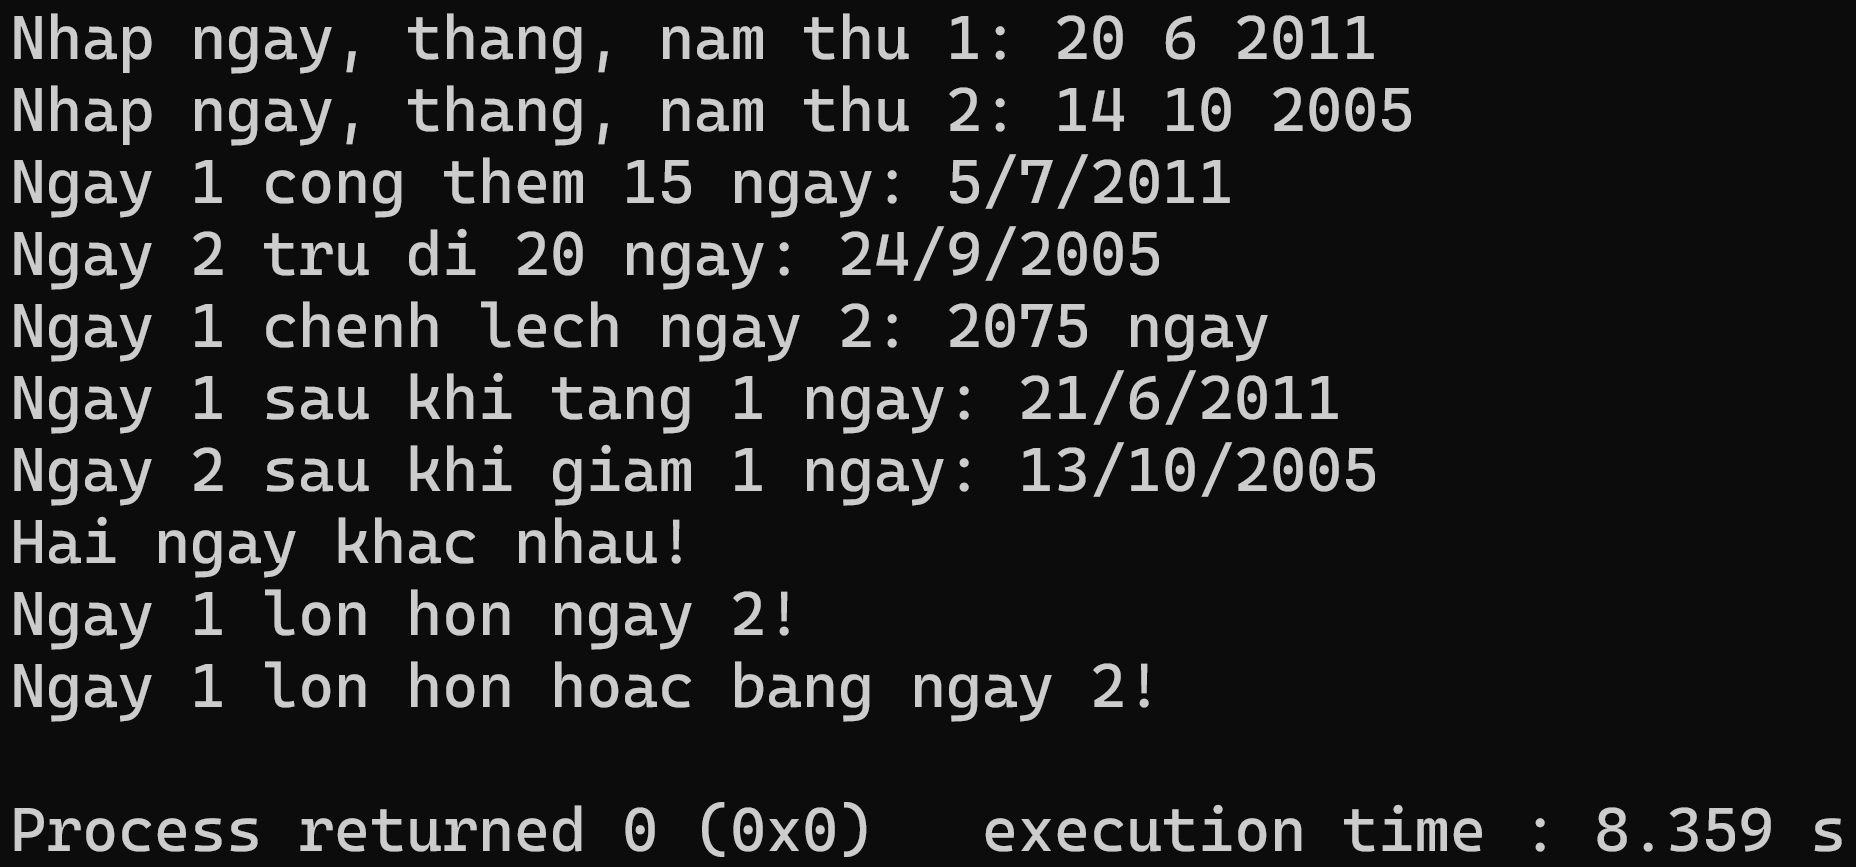 Nhap ngay, thang, nam thu 1: 20 6 2011
Nhap ngay, thang, nam thu 2: 14 10 2005
Ngay 1 cong them 15 ngay: 5/7/2011
Ngay 2 tru di 20 ngay: 24/9/2005
Ngay 1 chenh lech ngay 2: 2075 ngay
Ngay 1 sau khi tang 1 ngay: 21/6/2011
Ngay 2 sau khi giam 1 ngay: 13/10/2005
Hai ngay khac nhau!
Ngay 1 lon hon ngay 2!
Ngay 1 lon hon hoac bang ngay 2!
Process returned 0 (0x0)   execution time : 8.359 s